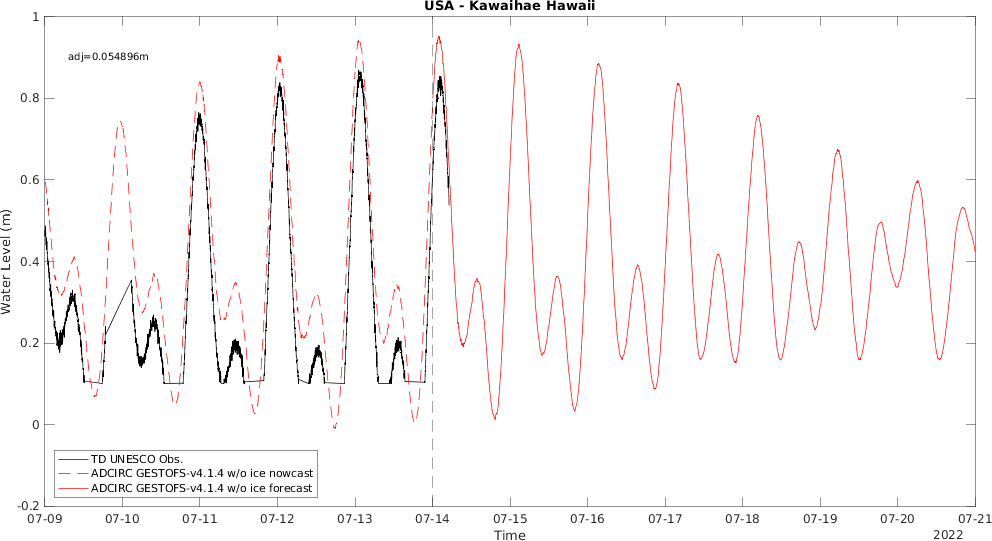 USA - Kawaihae Hawaii
adj=0.054896m
1
0.8
0.6
0.4
0.2
0
-0.2
Water Level (m)
TD UNESCO Obs.
ADCIRC GESTOFS-v4.1.4 w/o ice nowcast
ADCIRC GESTOFS-v4.1.4 w/o ice forecast
07-09 07-10 07-11 07-12 07-13 07-14 07-15 07-16 07-17 07-18 07-19 07-20 07-21
Time
2022